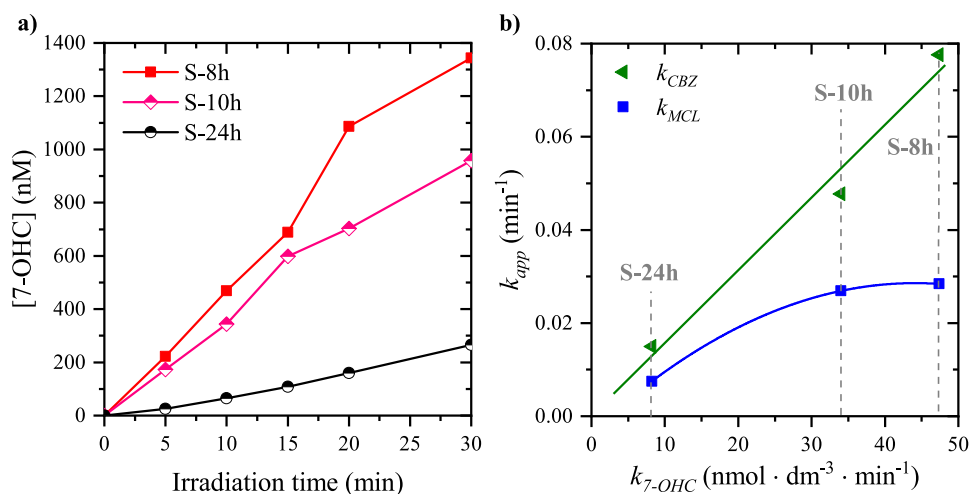 a)
1400
1200
1000
800
600
400
200
0
[7-OHC] (nM)
S-8h
S-10h
S-24h
0 5 10 15 20 25 30
Irradiation time (min)
b)
0.08
0.06
0.04
0.02
0.00
k_app (min⁻¹)
k_CBZ
k_MCL
S-10h
S-8h
S-24h
0 10 20 30 40 50
k_7-OHC (nmol · dm⁻³ · min⁻¹)